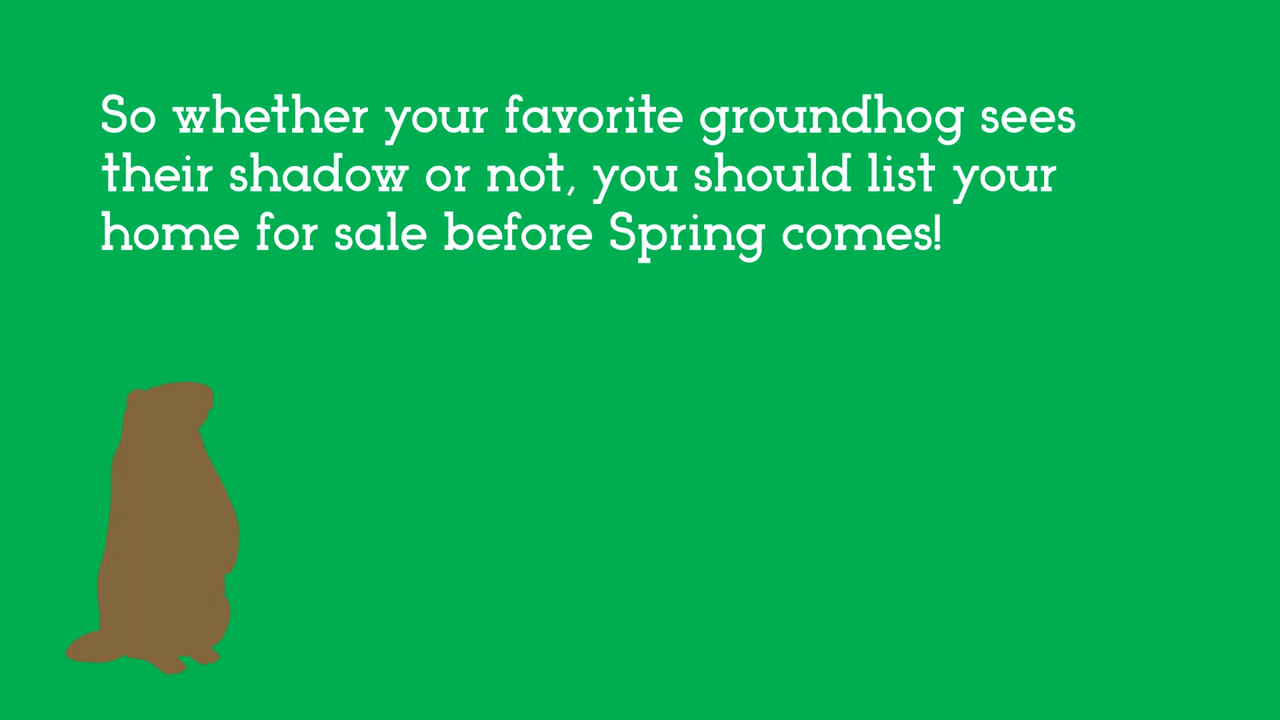 So whether your favorite groundhog sees
their shadow or not, you should list your
home for sale before Spring comes!